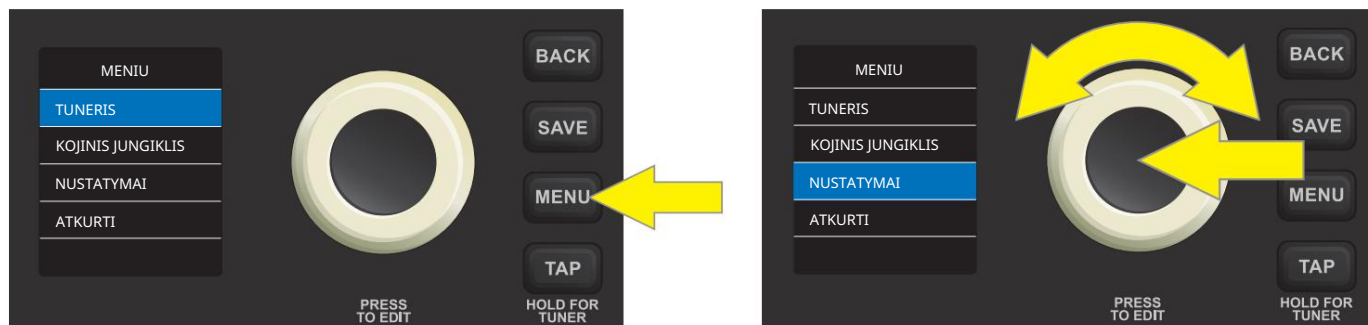 MENIU
TUNERIS
KOJINIS JUNGIKLIS
NUSTATYMAI
ATKURTI
BACK
SAVE
MENU
TAP
PRESS
TO EDIT
HOLD FOR
TUNER
MENIU
TUNERIS
KOJINIS JUNGIKLIS
NUSTATYMAI
ATKURTI
BACK
SAVE
MENU
TAP
PRESS
TO EDIT
HOLD FOR
TUNER